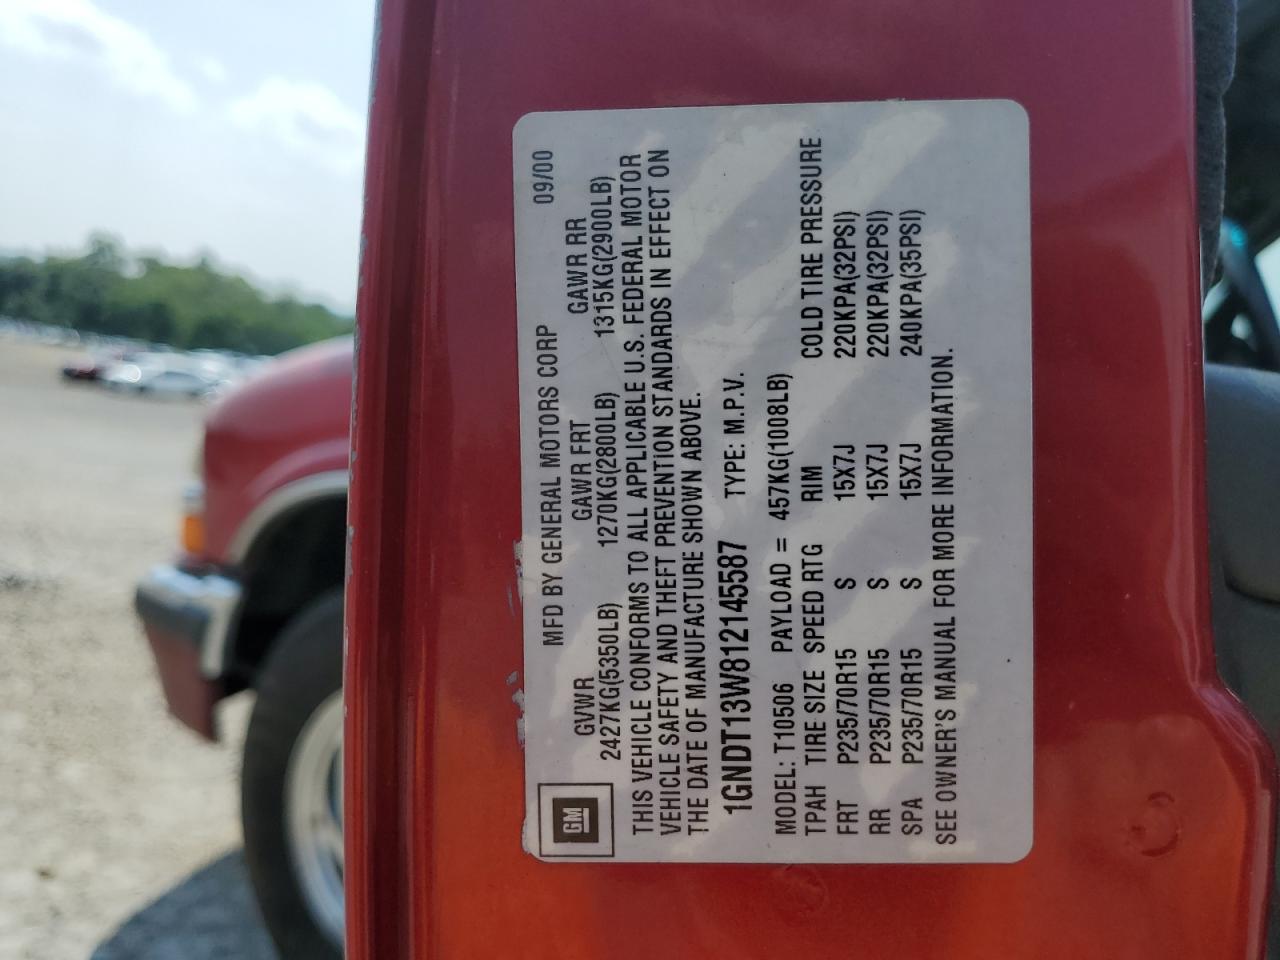 MFD BY GENERAL MOTORS CORP 09/00
GVWR GAWR FRT GAWR RR
2427KG(5350LB) 1270KG(2800LB) 1315KG(2900LB)
THIS VEHICLE CONFORMS TO ALL APPLICABLE U.S. FEDERAL MOTOR
VEHICLE SAFETY AND THEFT PREVENTION STANDARDS IN EFFECT ON
THE DATE OF MANUFACTURE SHOWN ABOVE.
GM
1GNDT13W812145587 TYPE: M.P.V.
MODEL: T10506 PAYLOAD = 457KG(1008LB)
TPAH TIRE SIZE SPEED RTG RIM COLD TIRE PRESSURE
FRT P235/70R15 S 15X7J 220KPA(32PSI)
RR P235/70R15 S 15X7J 220KPA(32PSI)
SPA P235/70R15 S 15X7J 240KPA(35PSI)
SEE OWNER'S MANUAL FOR MORE INFORMATION.